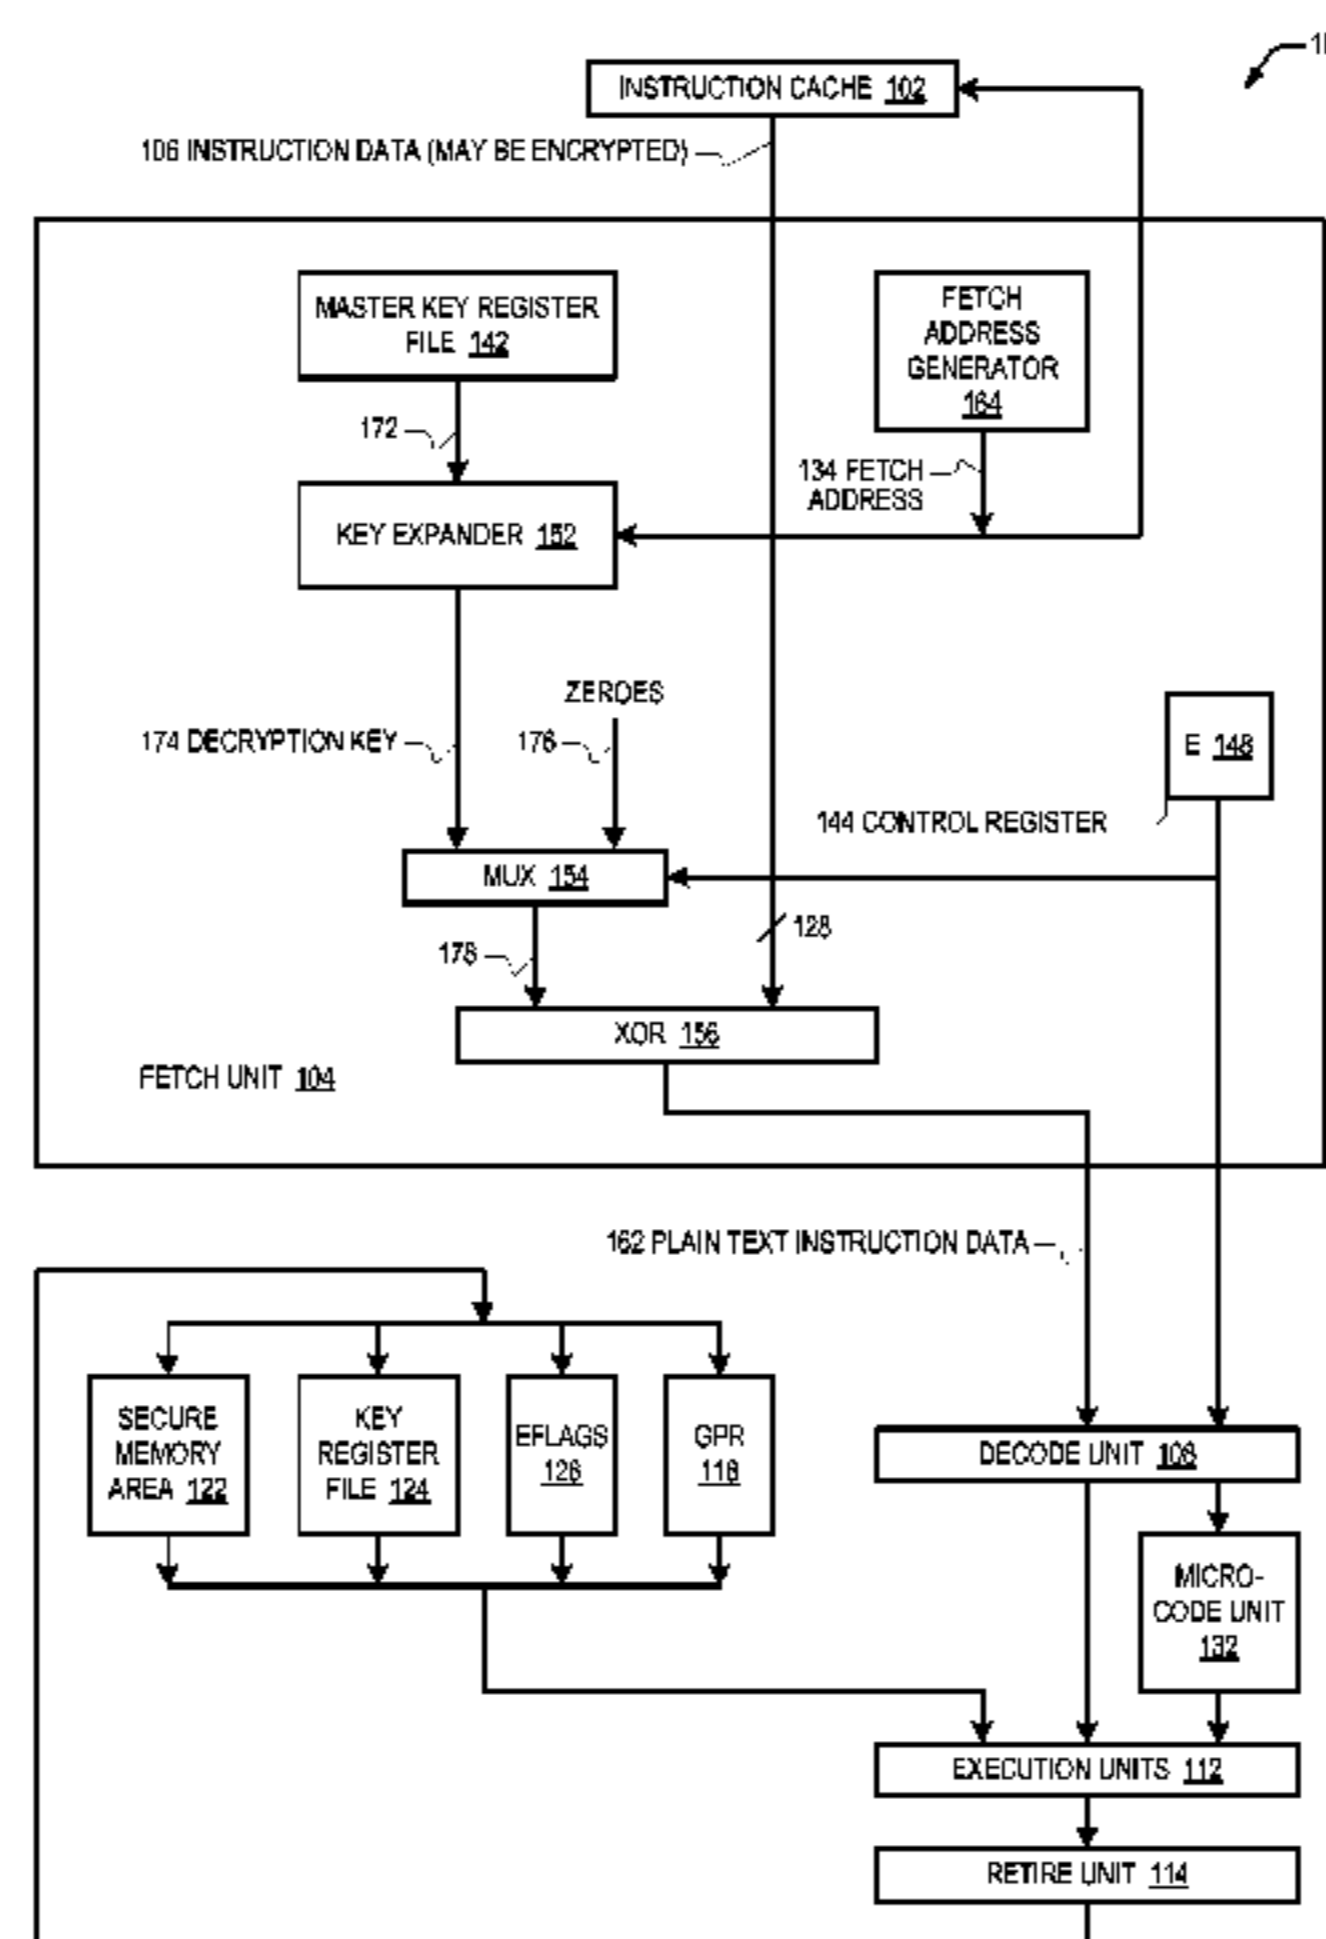 INSTRUCTION CACHE 102
106 INSTRUCTION DATA (MAY BE ENCRYPTED)
MASTER KEY REGISTER
FILE 142
FETCH
ADDRESS
GENERATOR
164
172
134 FETCH
ADDRESS
KEY EXPANDER 152
ZEROES
174 DECRYPTION KEY
176
E 148
144 CONTROL REGISTER
MUX 154
128
178
XOR 156
FETCH UNIT 104
162 PLAIN TEXT INSTRUCTION DATA
SECURE
MEMORY
AREA 122
KEY
REGISTER
FILE 124
EFLAGS
126
GPR
116
DECODE UNIT 108
MICRO-
CODE UNIT
132
EXECUTION UNITS 112
RETIRE UNIT 114